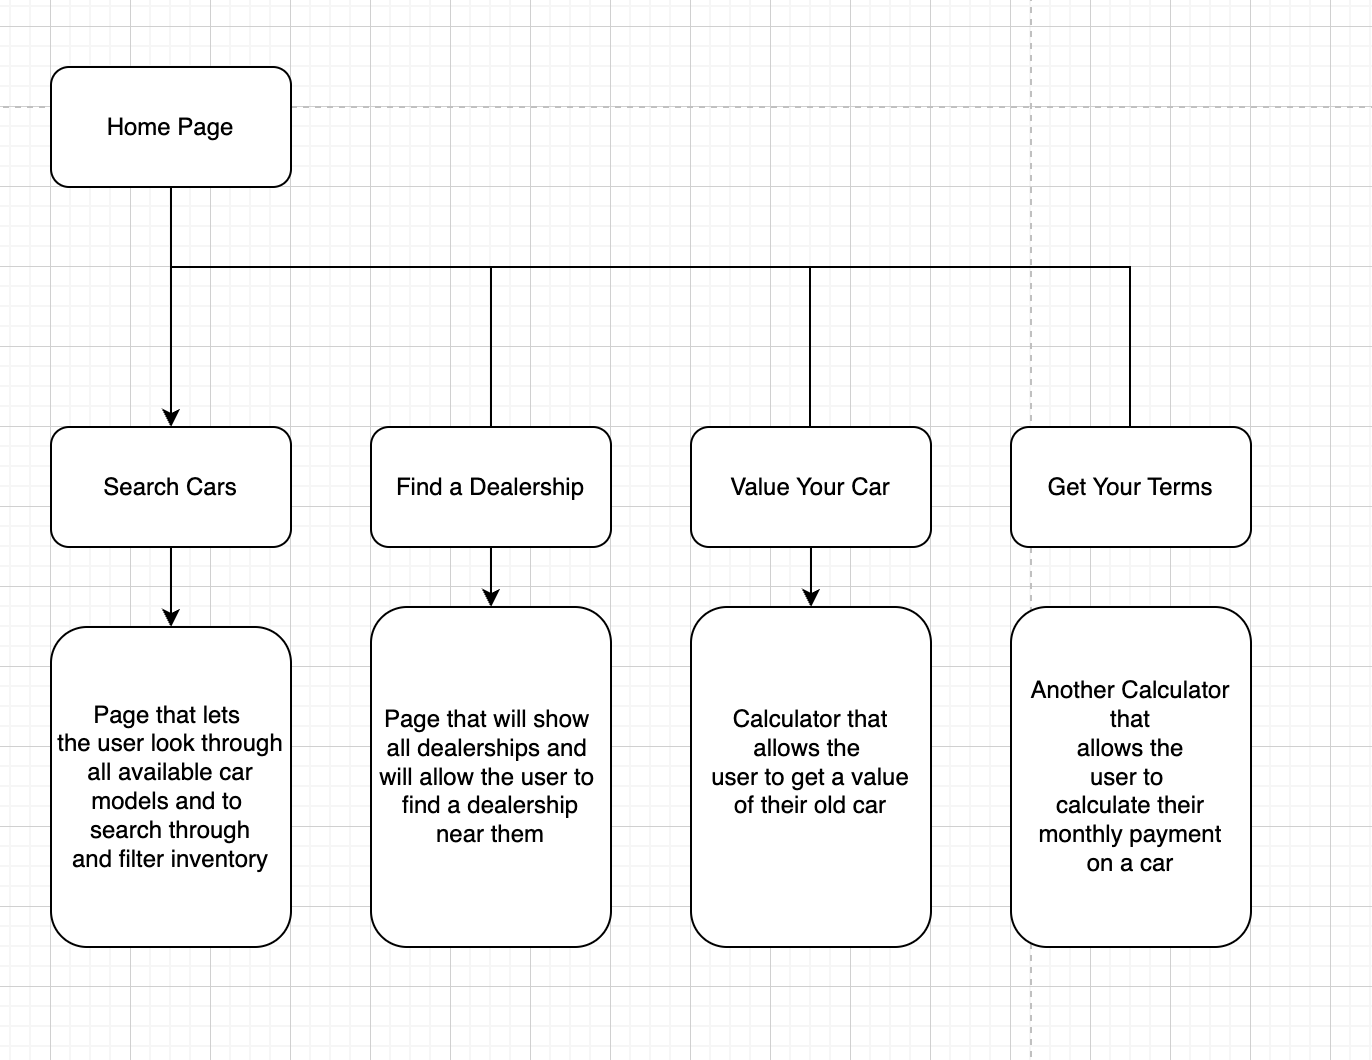 Home Page
Search Cars
Find a Dealership
Value Your Car
Get Your Terms
Page that lets
the user look through
all available car
models and to
search through
and filter inventory
Page that will show
all dealerships and
will allow the user to
find a dealership
near them
Calculator that
allows the
user to get a value
of their old car
Another Calculator
that
allows the
user to
calculate their
monthly payment
on a car